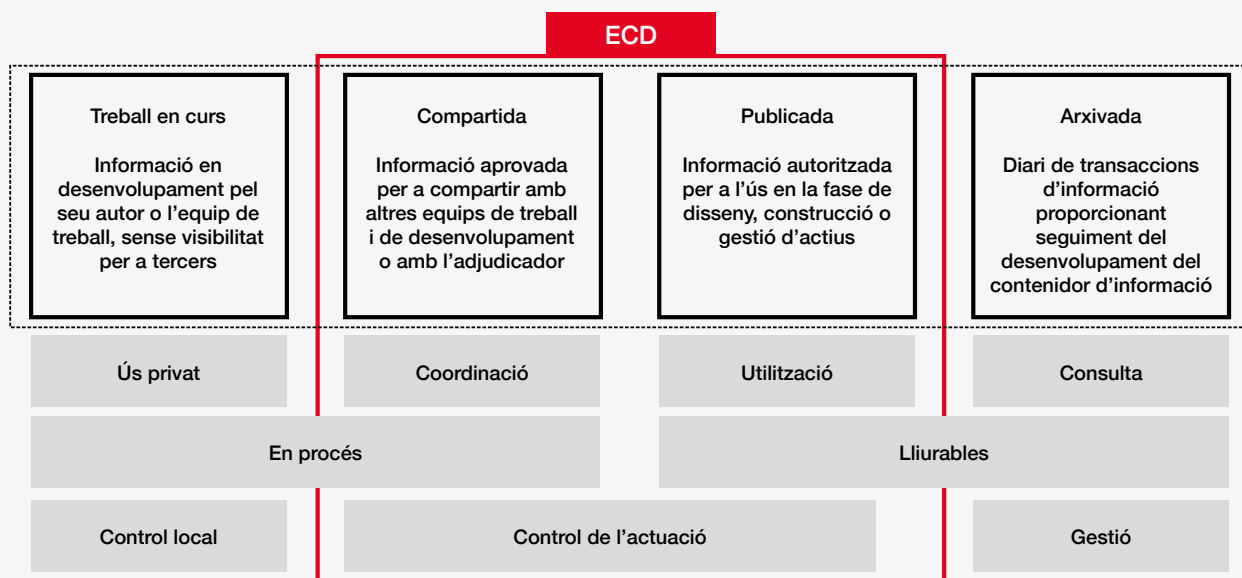 ECD
Treball en curs
Informació en
desenvolupament pel
seu autor o l’equip de
treball, sense visibilitat
per a tercers
Compartida
Informació aprovada
per a compartir amb
altres equips de treball
i de desenvolupament
o amb l’adjudicador
Publicada
Informació autoritzada
per a l’ús en la fase de
disseny, construcció o
gestió d’actius
Arxivada
Diari de transaccions
d’informació
proporcionant
seguiment del
desenvolupament del
contenidor d’informació
Ús privat
Coordinació
Utilització
Consulta
En procés
Lliurables
Control local
Control de l’actuació
Gestió